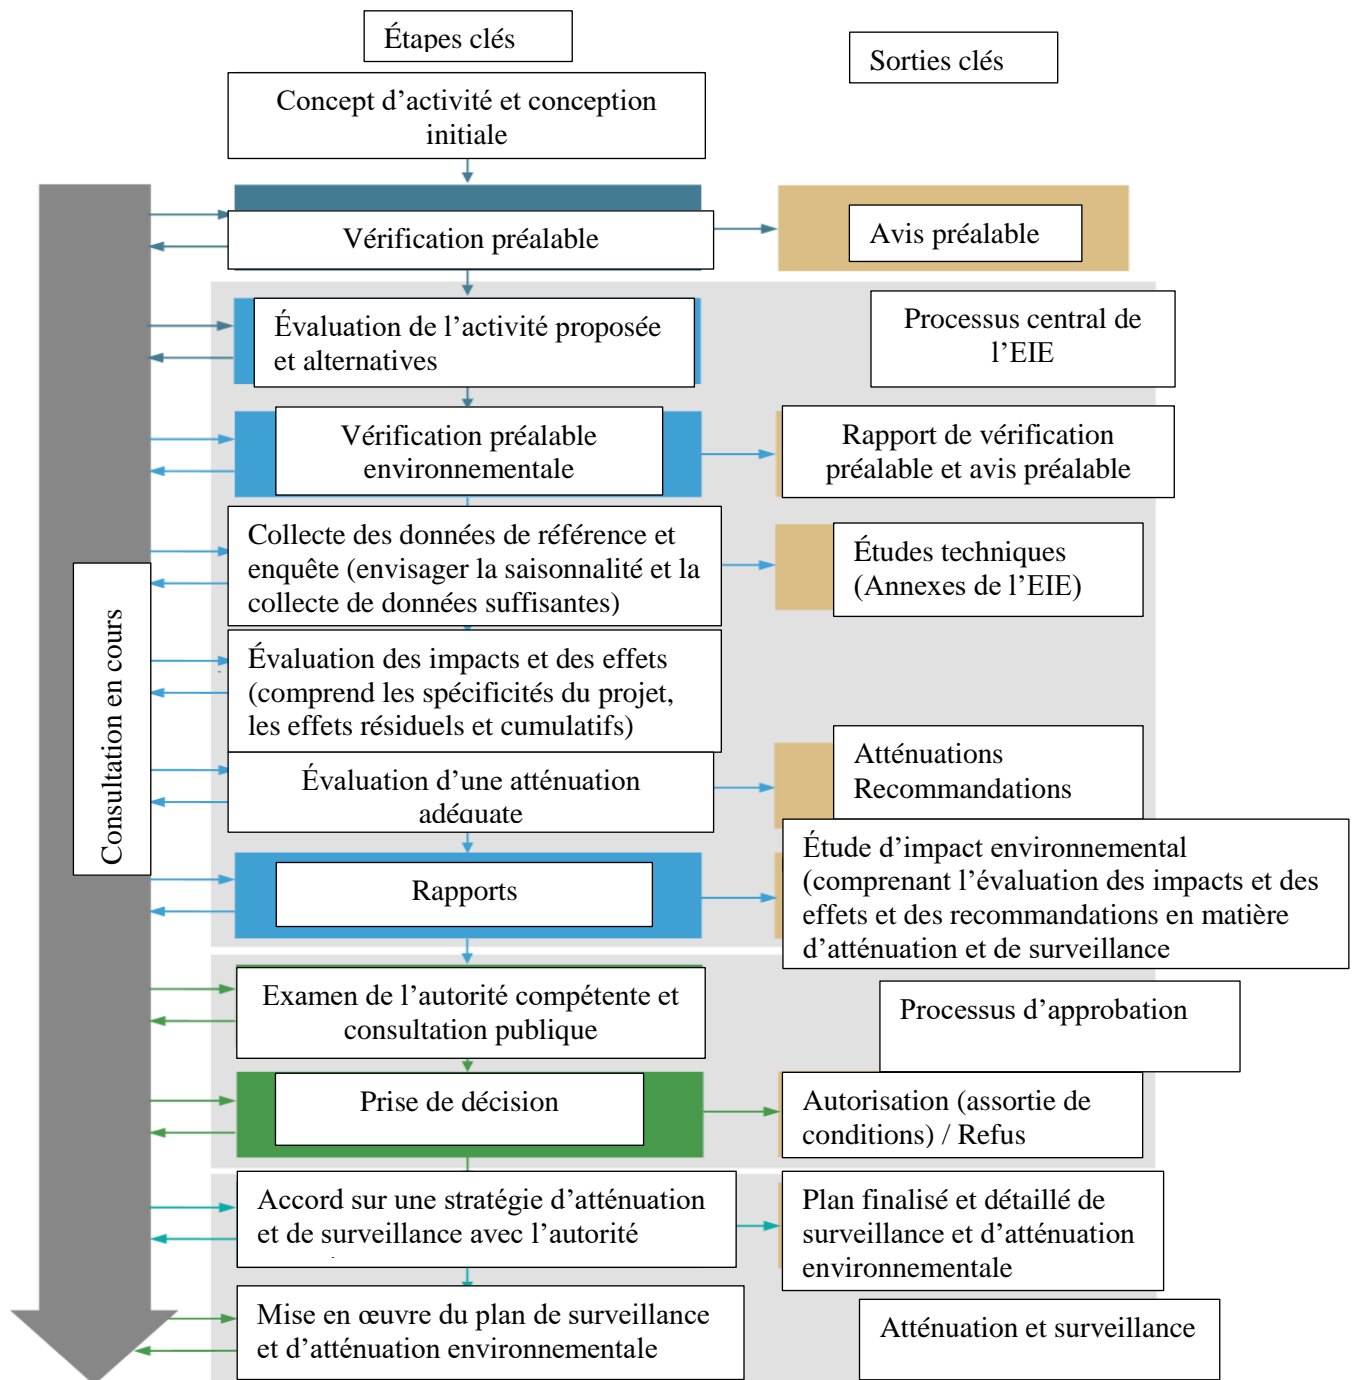 Étapes clés
Sorties clés
Concept d’activité et conception
initiale
Vérification préalable
Avis préalable
Évaluation de l’activité proposée
et alternatives
Processus central de
l’EIE
Vérification préalable
environnementale
Rapport de vérification
préalable et avis préalable
Collecte des données de référence et
enquête (envisager la saisonnalité et la
collecte de données suffisantes)
Études techniques
(Annexes de l’EIE)
Consultation en cours
Évaluation des impacts et des effets
(comprend les spécificités du projet,
les effets résiduels et cumulatifs)
Évaluation d’une atténuation
adéquate
Atténuations
Recommandations
Rapports
Étude d’impact environnemental
(comprenant l’évaluation des impacts et des
effets et des recommandations en matière
d’atténuation et de surveillance
Examen de l’autorité compétente et
consultation publique
Processus d’approbation
Prise de décision
Autorisation (assortie de
conditions) / Refus
Accord sur une stratégie d’atténuation
et de surveillance avec l’autorité
Plan finalisé et détaillé de
surveillance et d’atténuation
environnementale
Mise en œuvre du plan de surveillance
et d’atténuation environnementale
Atténuation et surveillance